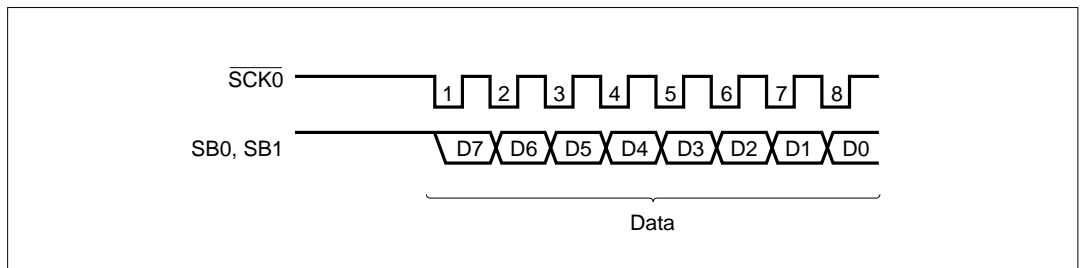 SCK0
1 2 3 4 5 6 7 8
SB0, SB1
D7 D6 D5 D4 D3 D2 D1 D0
Data